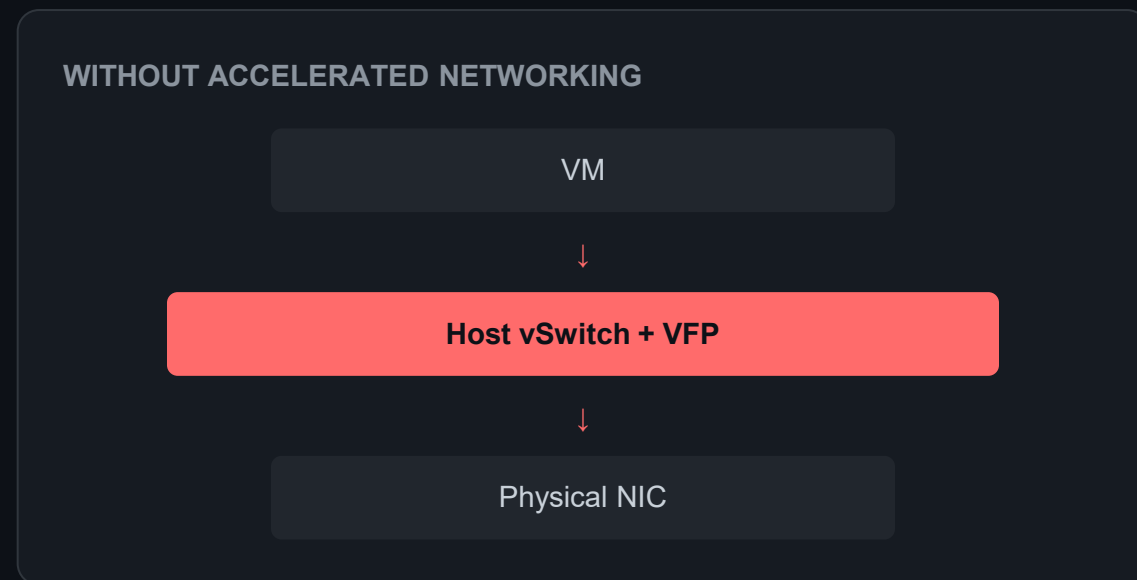 WITHOUT ACCELERATED NETWORKING
VM
↓
Host vSwitch + VFP
↓
Physical NIC